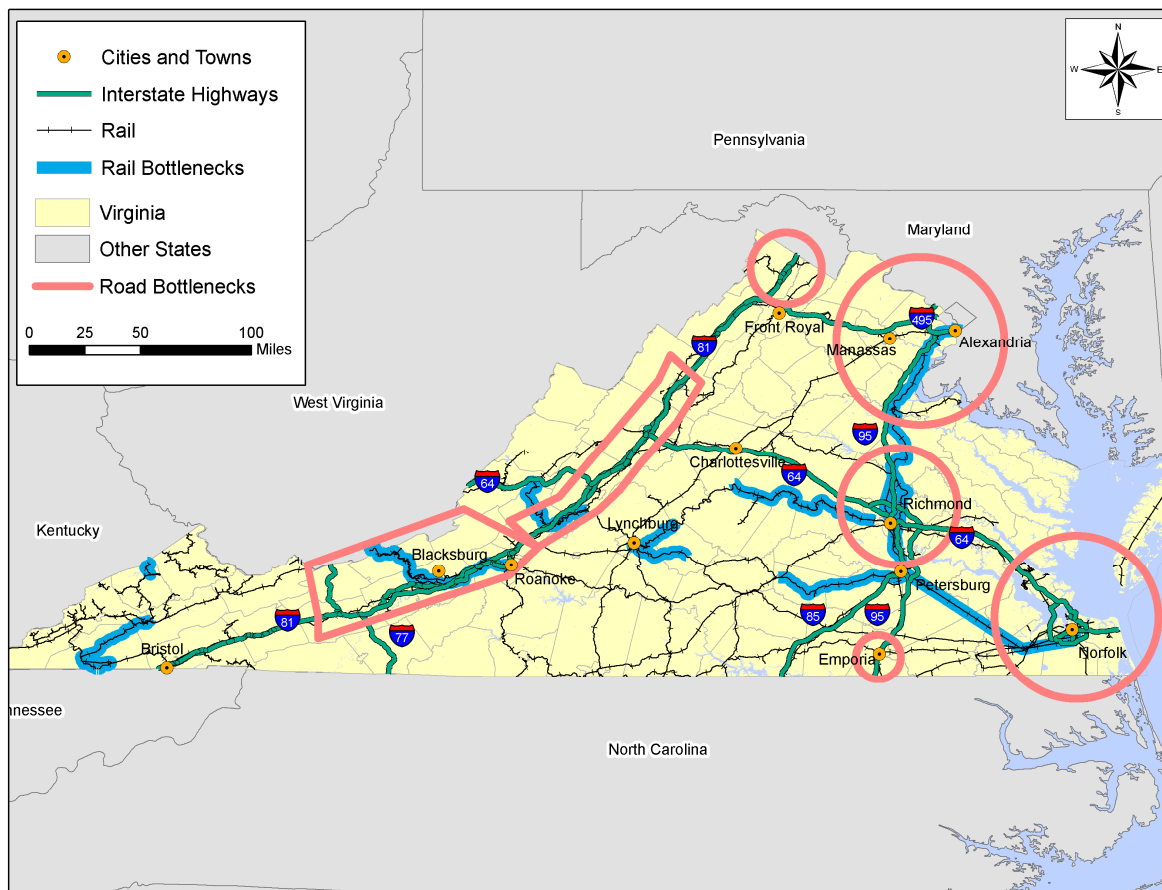 Cities and Towns
Interstate Highways
Rail
Rail Bottlenecks
Virginia
Other States
Road Bottlenecks
0 25 50 100
Miles
N
W E
S
Pennsylvania
Maryland
495
Front Royal
Manassas
Alexandria
81
West Virginia
95
Charlottesville
64
64
Richmond
Kentucky
Lynchburg
64
Blacksburg
Roanoke
Petersburg
81
85
95
77
Bristol
Emporia
Norfolk
nnessee
North Carolina